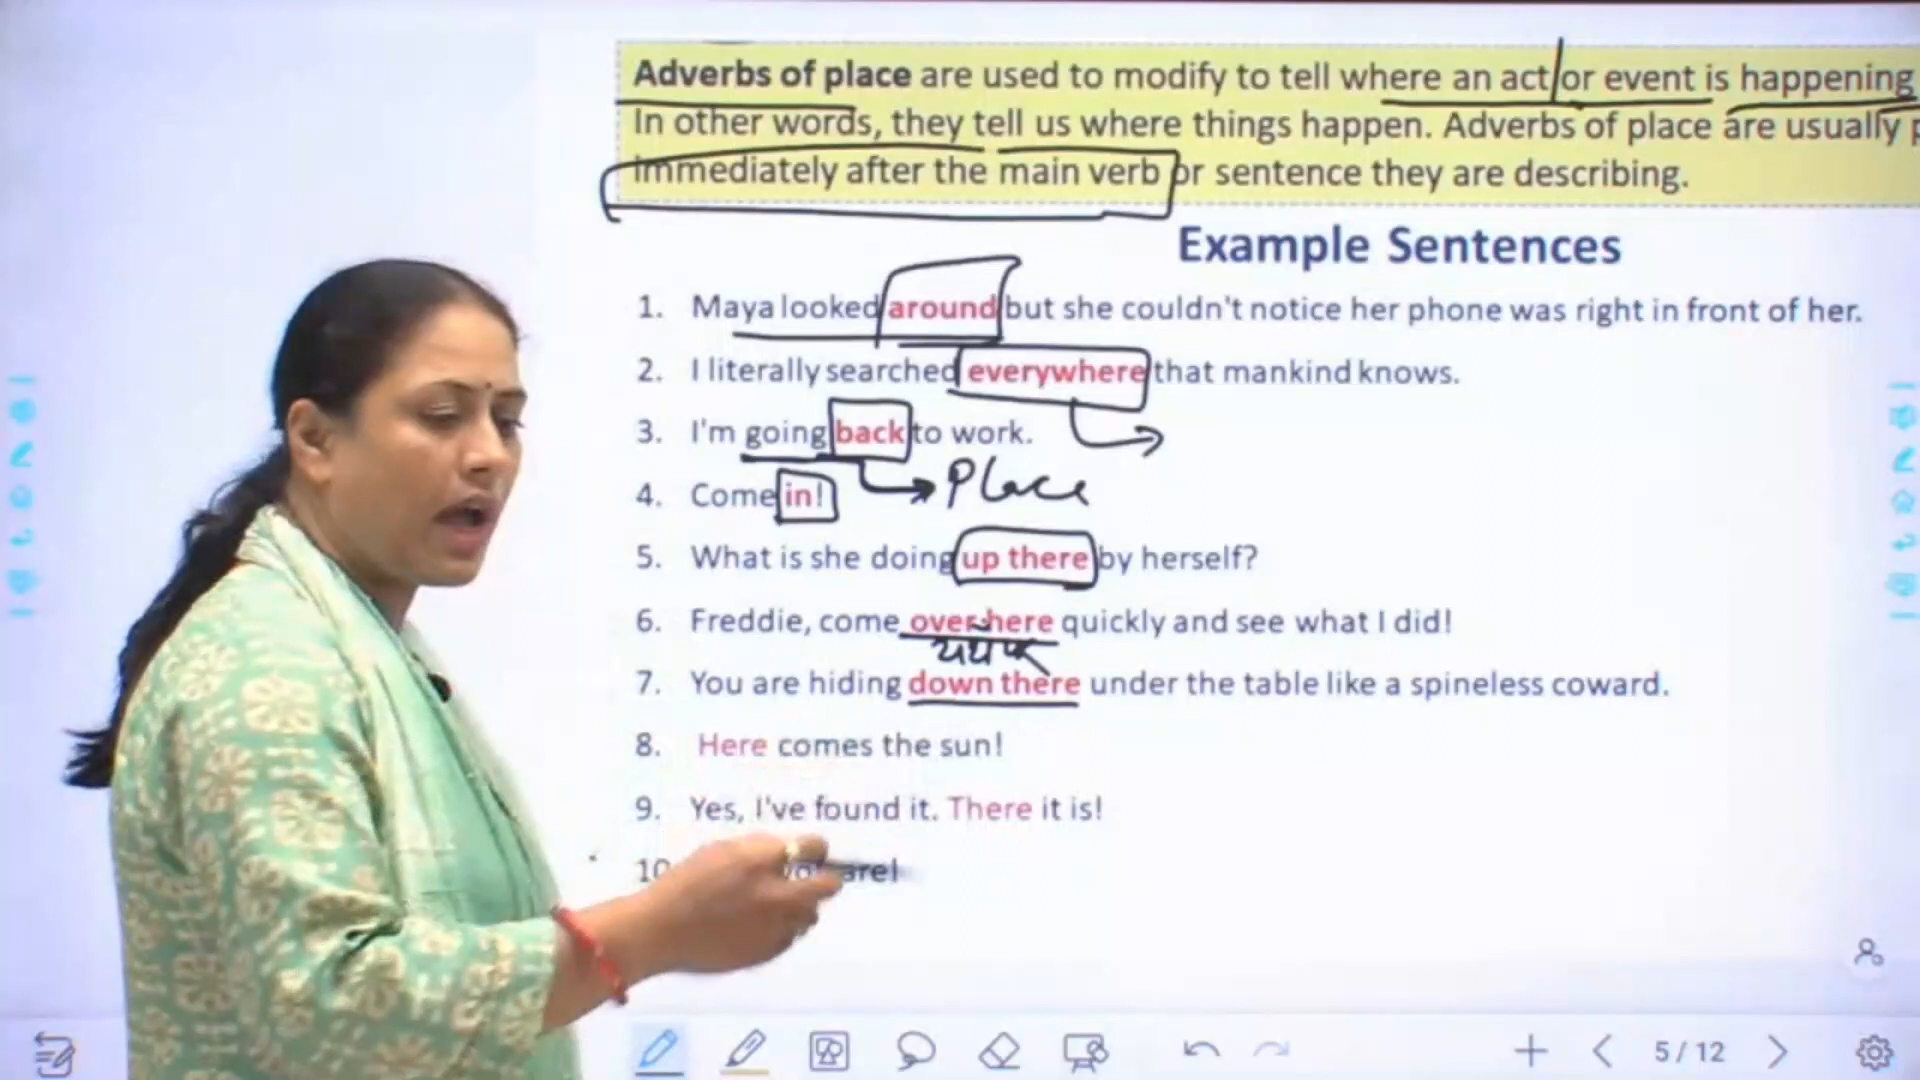 Adverbs of place are used to modify to tell where an act or event is happening
In other words, they tell us where things happen. Adverbs of place are usually
immediately after the main verb or sentence they are describing.
Example Sentences
1. Maya looked around but she couldn't notice her phone was right in front of her.
2. I literally searched everywhere that mankind knows.
3. I'm going back to work.
Place
4. Come in!
5. What is she doing up there by herself?
6. Freddie, come over here quickly and see what I did!
7. You are hiding down there under the table like a spineless coward.
8. Here comes the sun!
9. Yes, I've found it. There it is!
10 are!
5 / 12